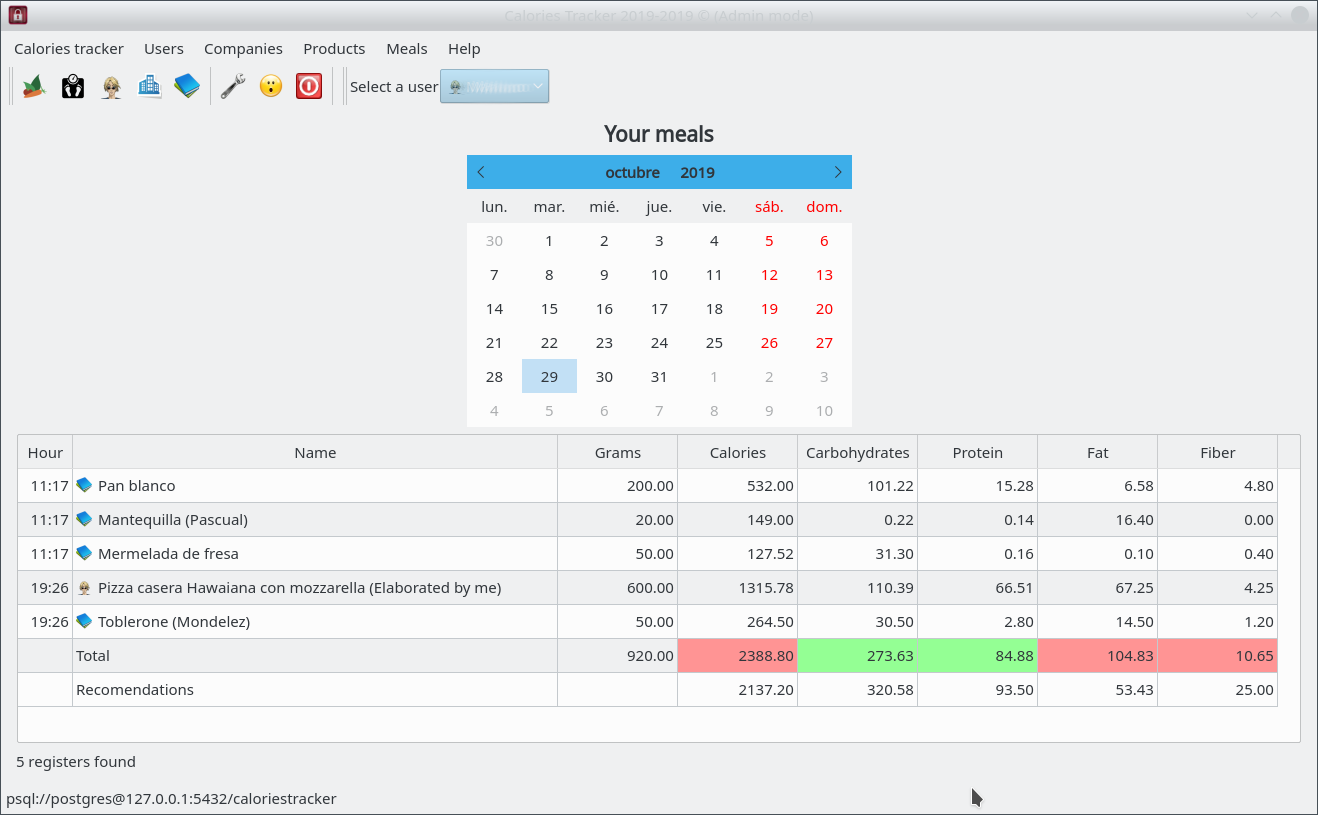 Calories Tracker 2019-2019 © (Admin mode)
Calories tracker Users Companies Products Meals Help
Select a user
Your meals
octubre 2019
lun. mar. mié. jue. vie. sáb. dom.
30 1 2 3 4 5 6
7 8 9 10 11 12 13
14 15 16 17 18 19 20
21 22 23 24 25 26 27
28 29 30 31 1 2 3
4 5 6 7 8 9 10
Hour Name Grams Calories Carbohydrates Protein Fat Fiber
11:17 Pan blanco 200.00 532.00 101.22 15.28 6.58 4.80
11:17 Mantequilla (Pascual) 20.00 149.00 0.22 0.14 16.40 0.00
11:17 Mermelada de fresa 50.00 127.52 31.30 0.16 0.10 0.40
19:26 Pizza casera Hawaiana con mozzarella (Elaborated by me) 600.00 1315.78 110.39 66.51 67.25 4.25
19:26 Toblerone (Mondelez) 50.00 264.50 30.50 2.80 14.50 1.20
Total 920.00 2388.80 273.63 84.88 104.83 10.65
Recomendations 2137.20 320.58 93.50 53.43 25.00
5 registers found
psql://postgres@127.0.0.1:5432/caloriestracker